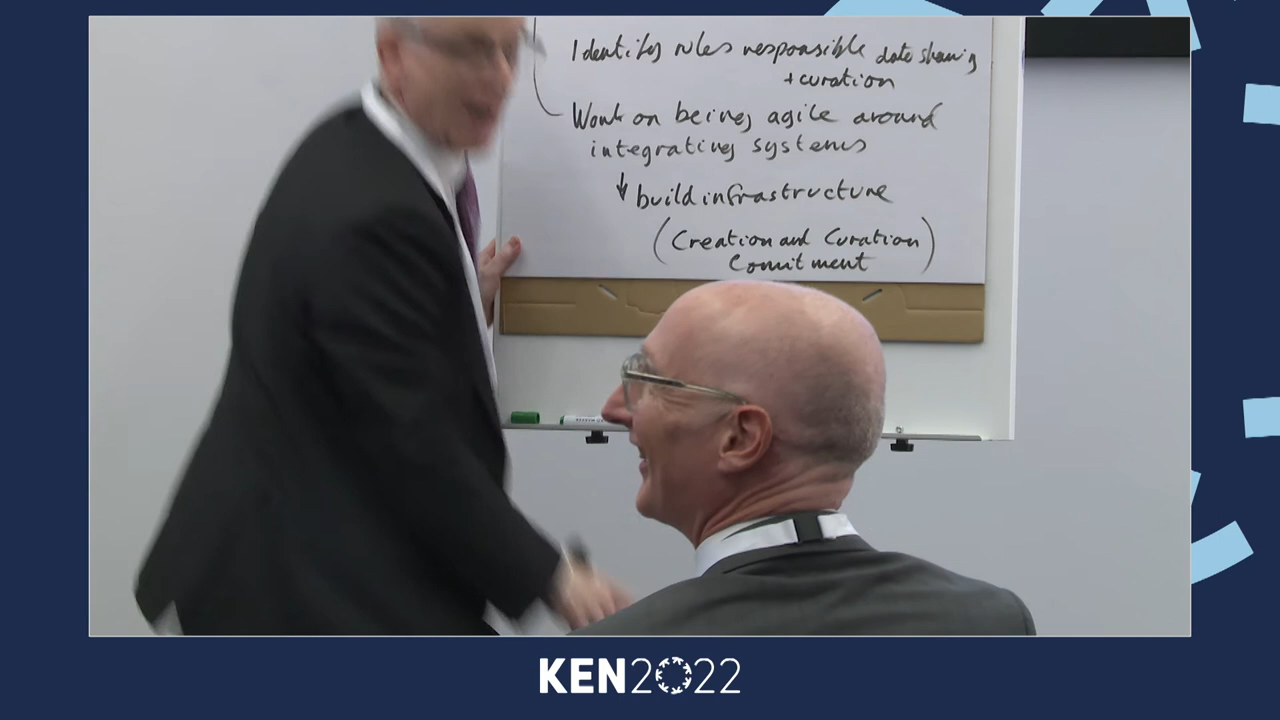 Identify roles responsible data sharing
+ curation
Work on being agile around
integrating systems
build infrastructure
(Creation and Curation)
Comitment
KEN2022